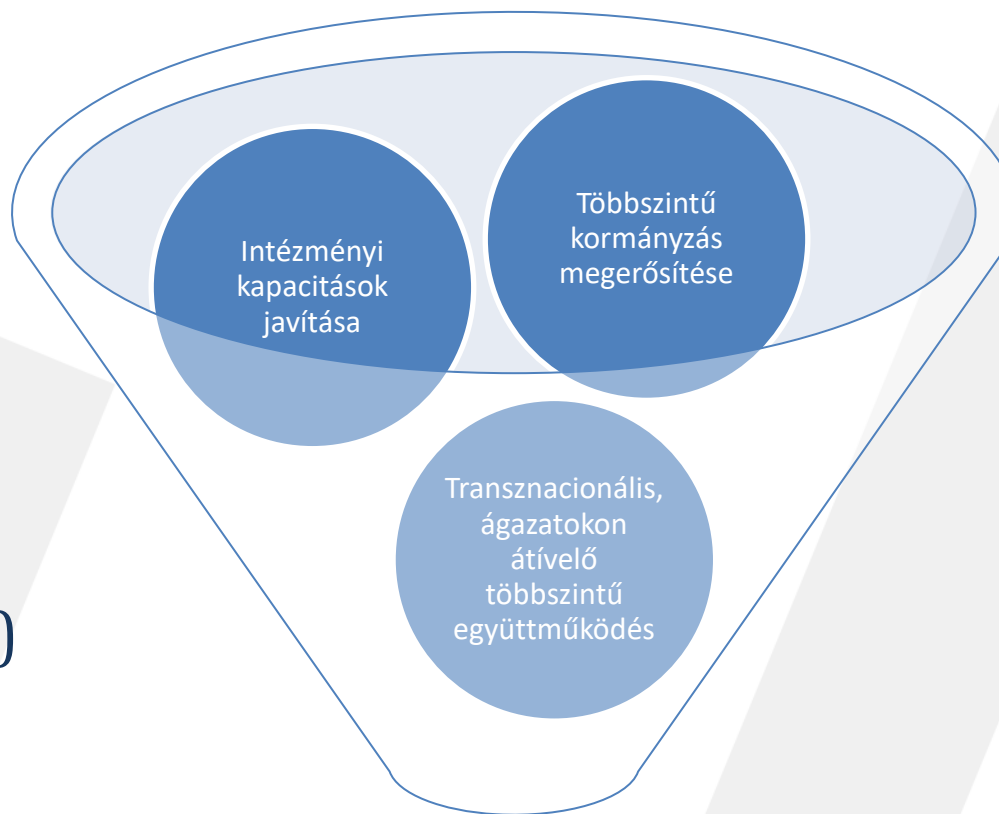 Intézményi
kapacitások
javítása
Többszintű
kormányzás
megerősítése
Transznacionális,
ágazatokon
átívelő
többszintű
együttműködés